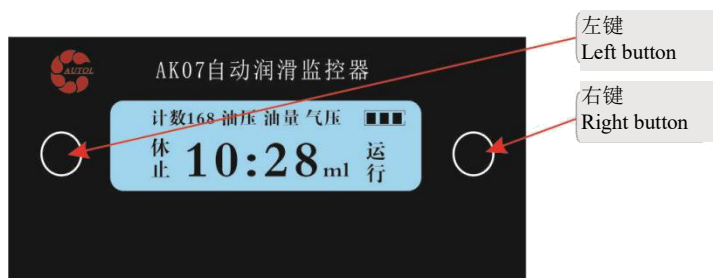 左键
Left button
右键
Right button
AUTOL
AK07自动润滑监控器
计数168 油压 油量 气压
休止 10:28ml 运行